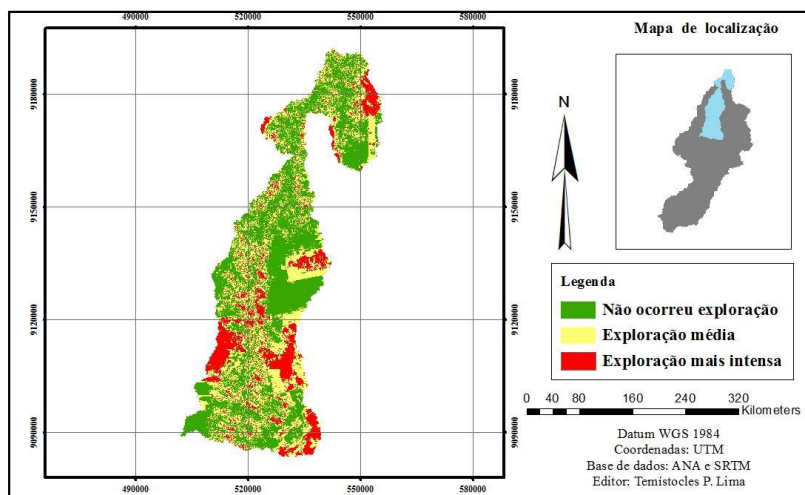 490000 520000 550000 580000
Mapa de localização
9180000 9180000
N
9150000 9150000
Legenda
Não ocorreu exploração
9120000 9120000
Exploração média
Exploração mais intensa
0 40 80 160 240 320
Kilometers
9090000 9090000
Datum WGS 1984
Coordenadas: UTM
Base de dados: ANA e SRTM
Editor: Temístocles P. Lima
490000 520000 550000 580000